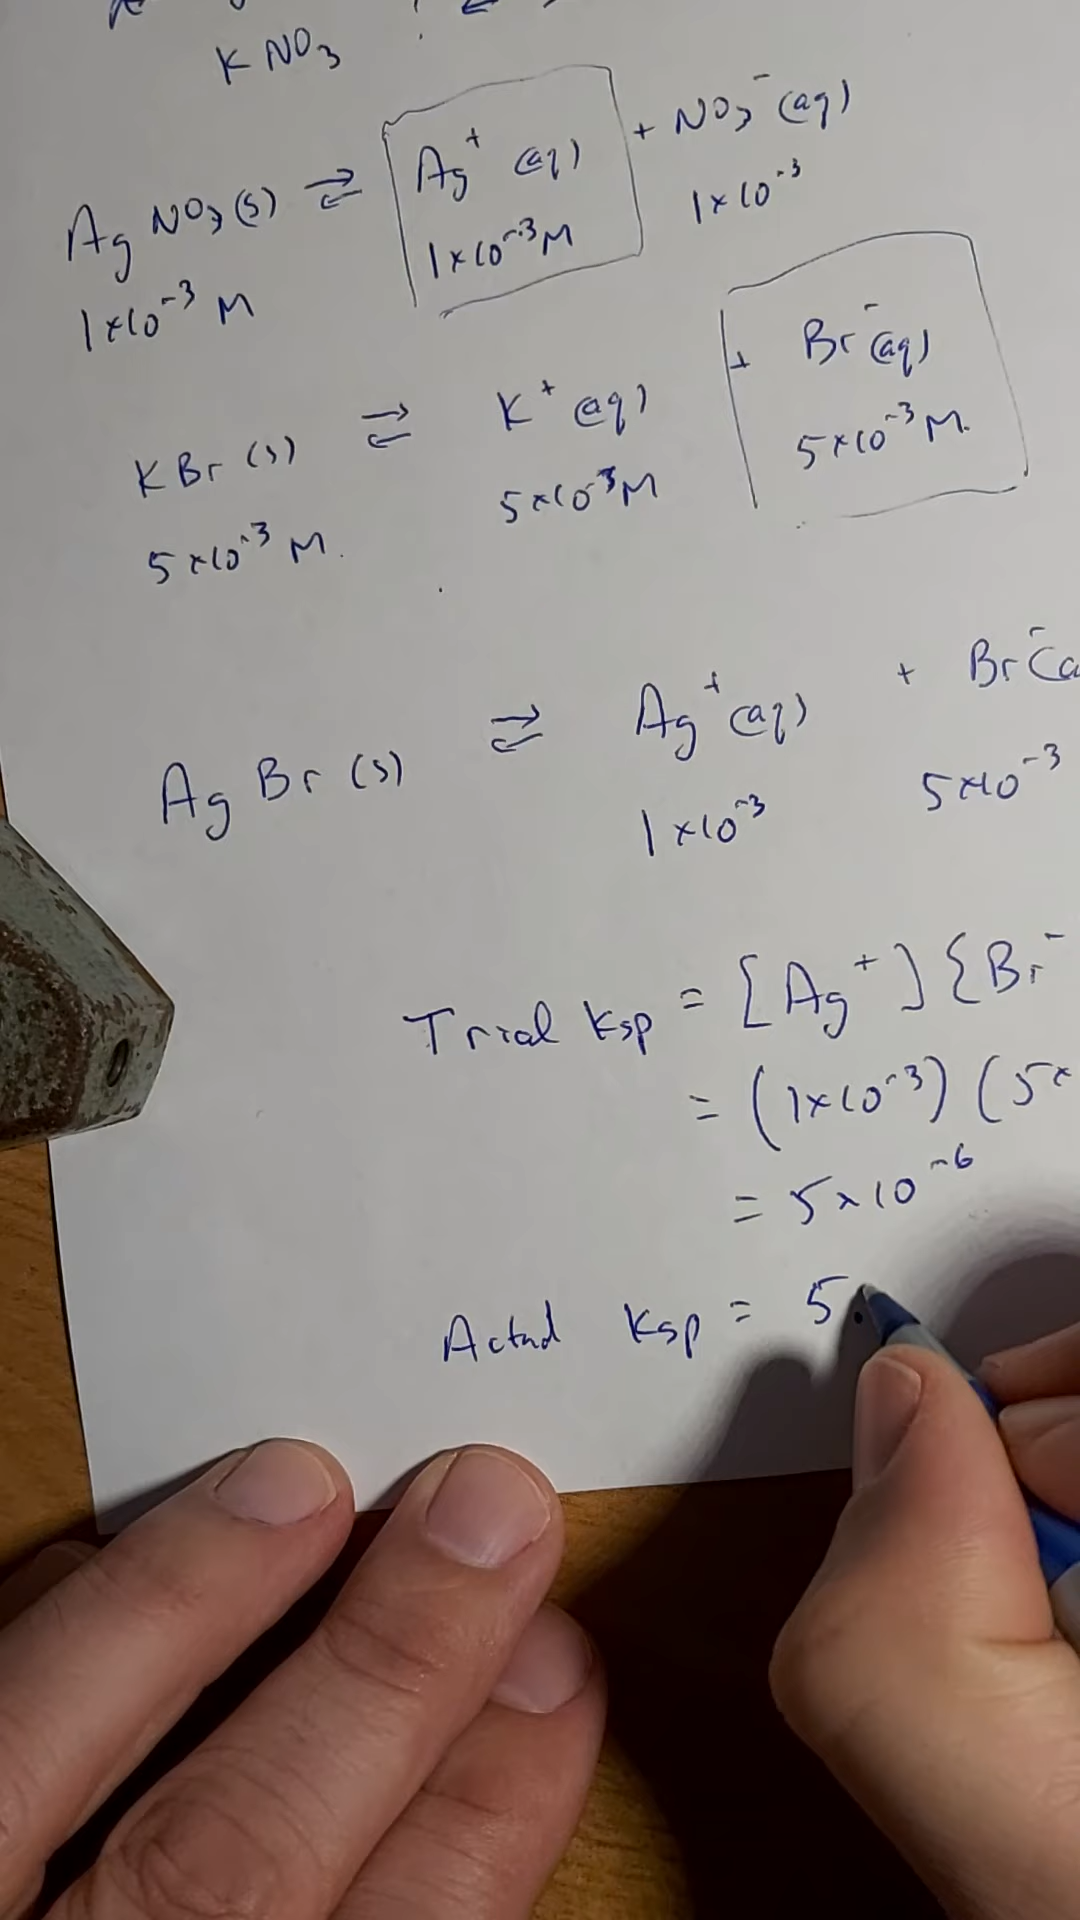 KNO₃
AgNO₃(s) ⇌ Ag⁺ (aq) + NO₃⁻ (aq)
1×10⁻³ M 1×10⁻³ M 1×10⁻³
KBr (s) ⇌ K⁺ (aq) + Br⁻ (aq)
5×10⁻³ M. 5×10⁻³ M 5×10⁻³ M.
AgBr (s) ⇌ Ag⁺ (aq) + Br⁻ (a
1×10⁻³ 5×10⁻³
Trial Ksp = [Ag⁺] [Br⁻
= (1×10⁻³) (5×
= 5×10⁻⁶
Actual Ksp = 5.